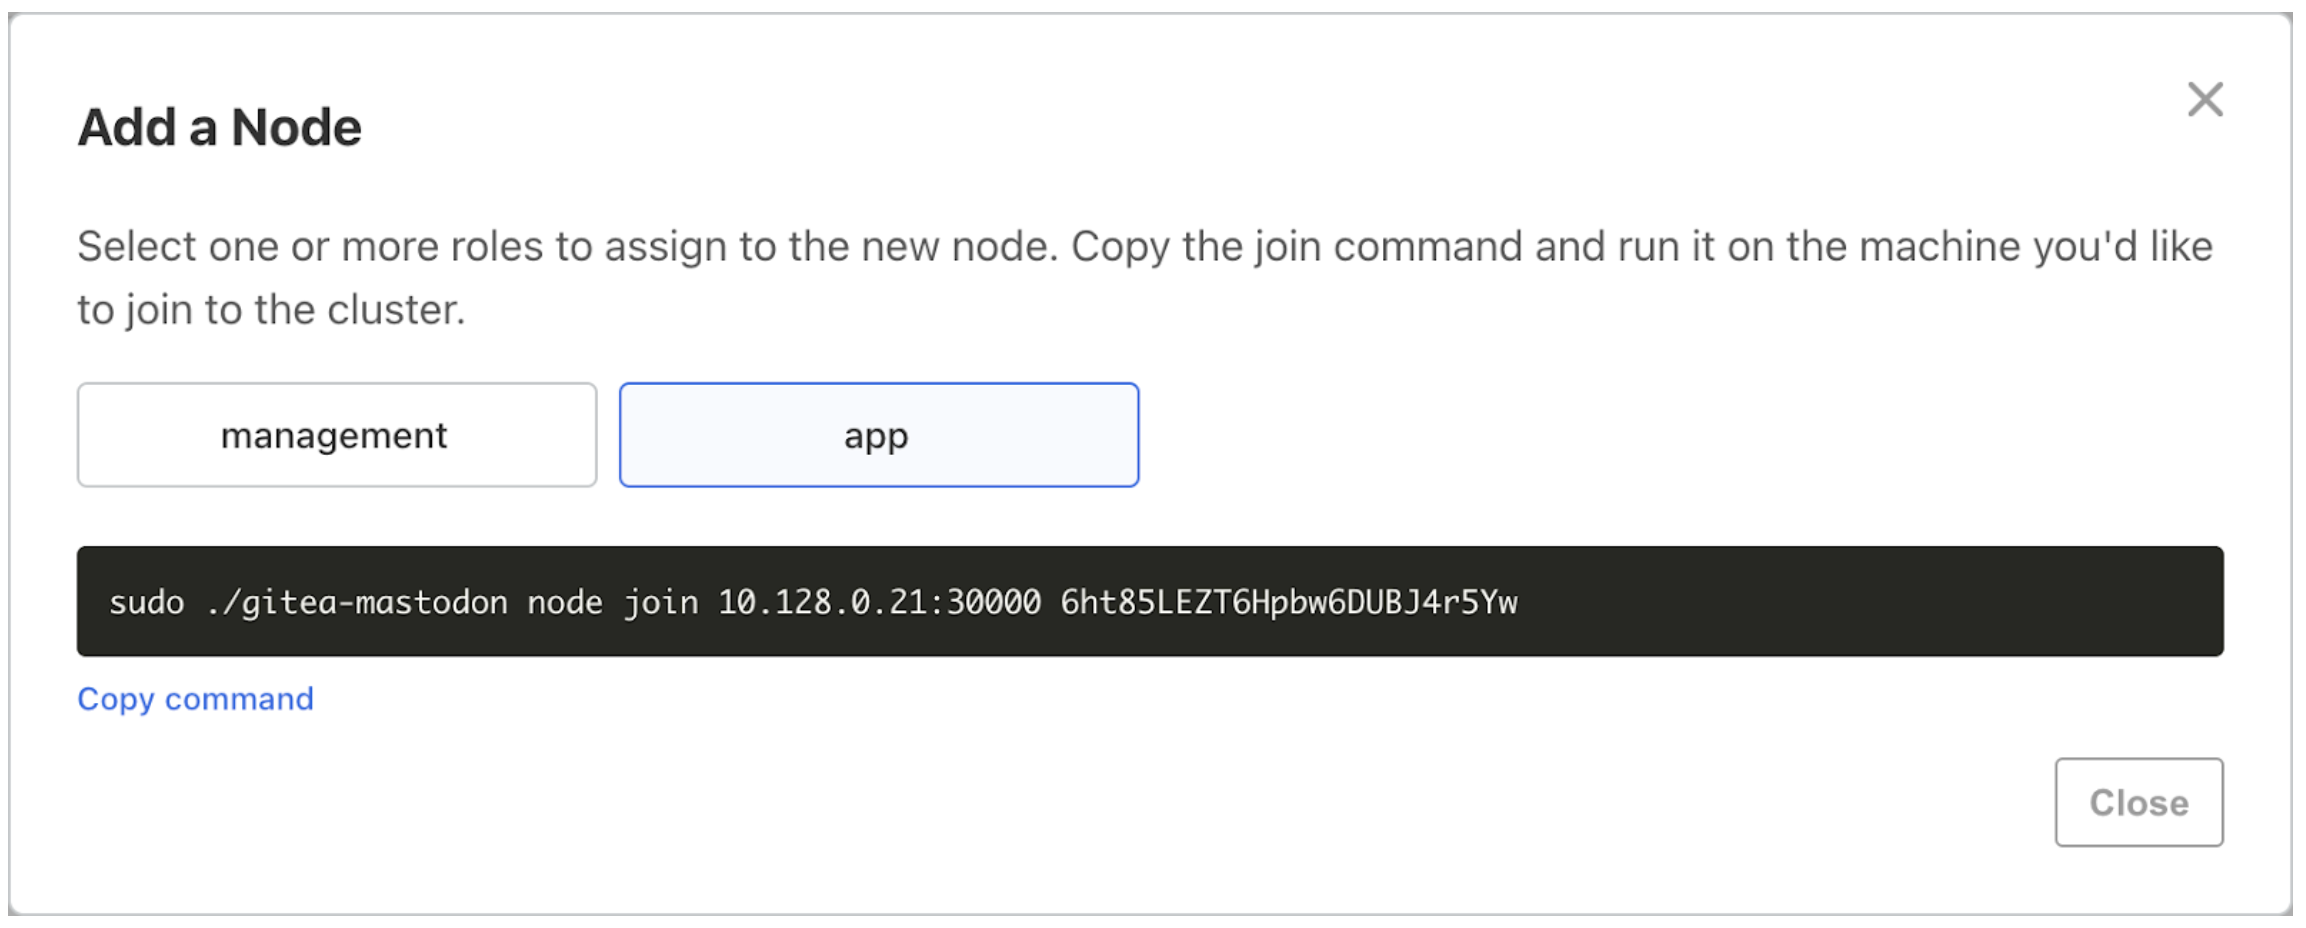 Add a Node
Select one or more roles to assign to the new node. Copy the join command and run it on the machine you'd like
to join to the cluster.
management
app
sudo ./gitea-mastodon node join 10.128.0.21:30000 6ht85LEZT6Hpbw6DUBJ4r5Yw
Copy command
Close